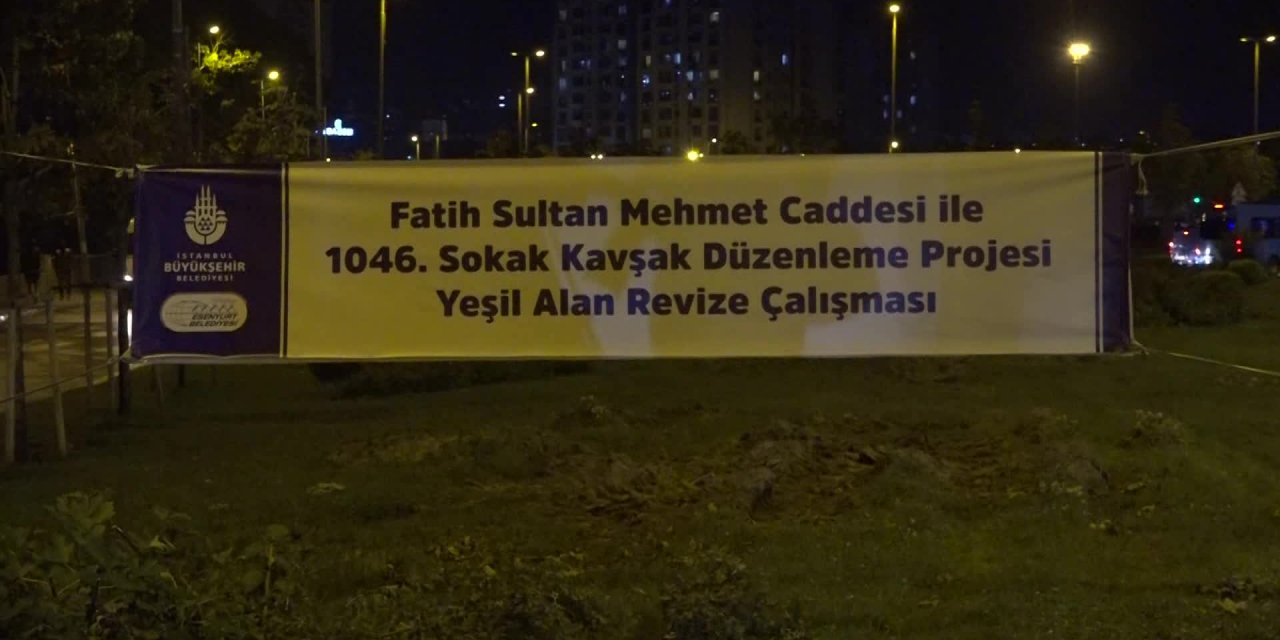 Fatih Sultan Mehmet Caddesi ile
1046. Sokak Kavşak Düzenleme Projesi
Yeşil Alan Revize Çalışması
İSTANBUL
BÜYÜKŞEHİR
BELEDİYESİ
ESENYURT
BELEDİYESİ